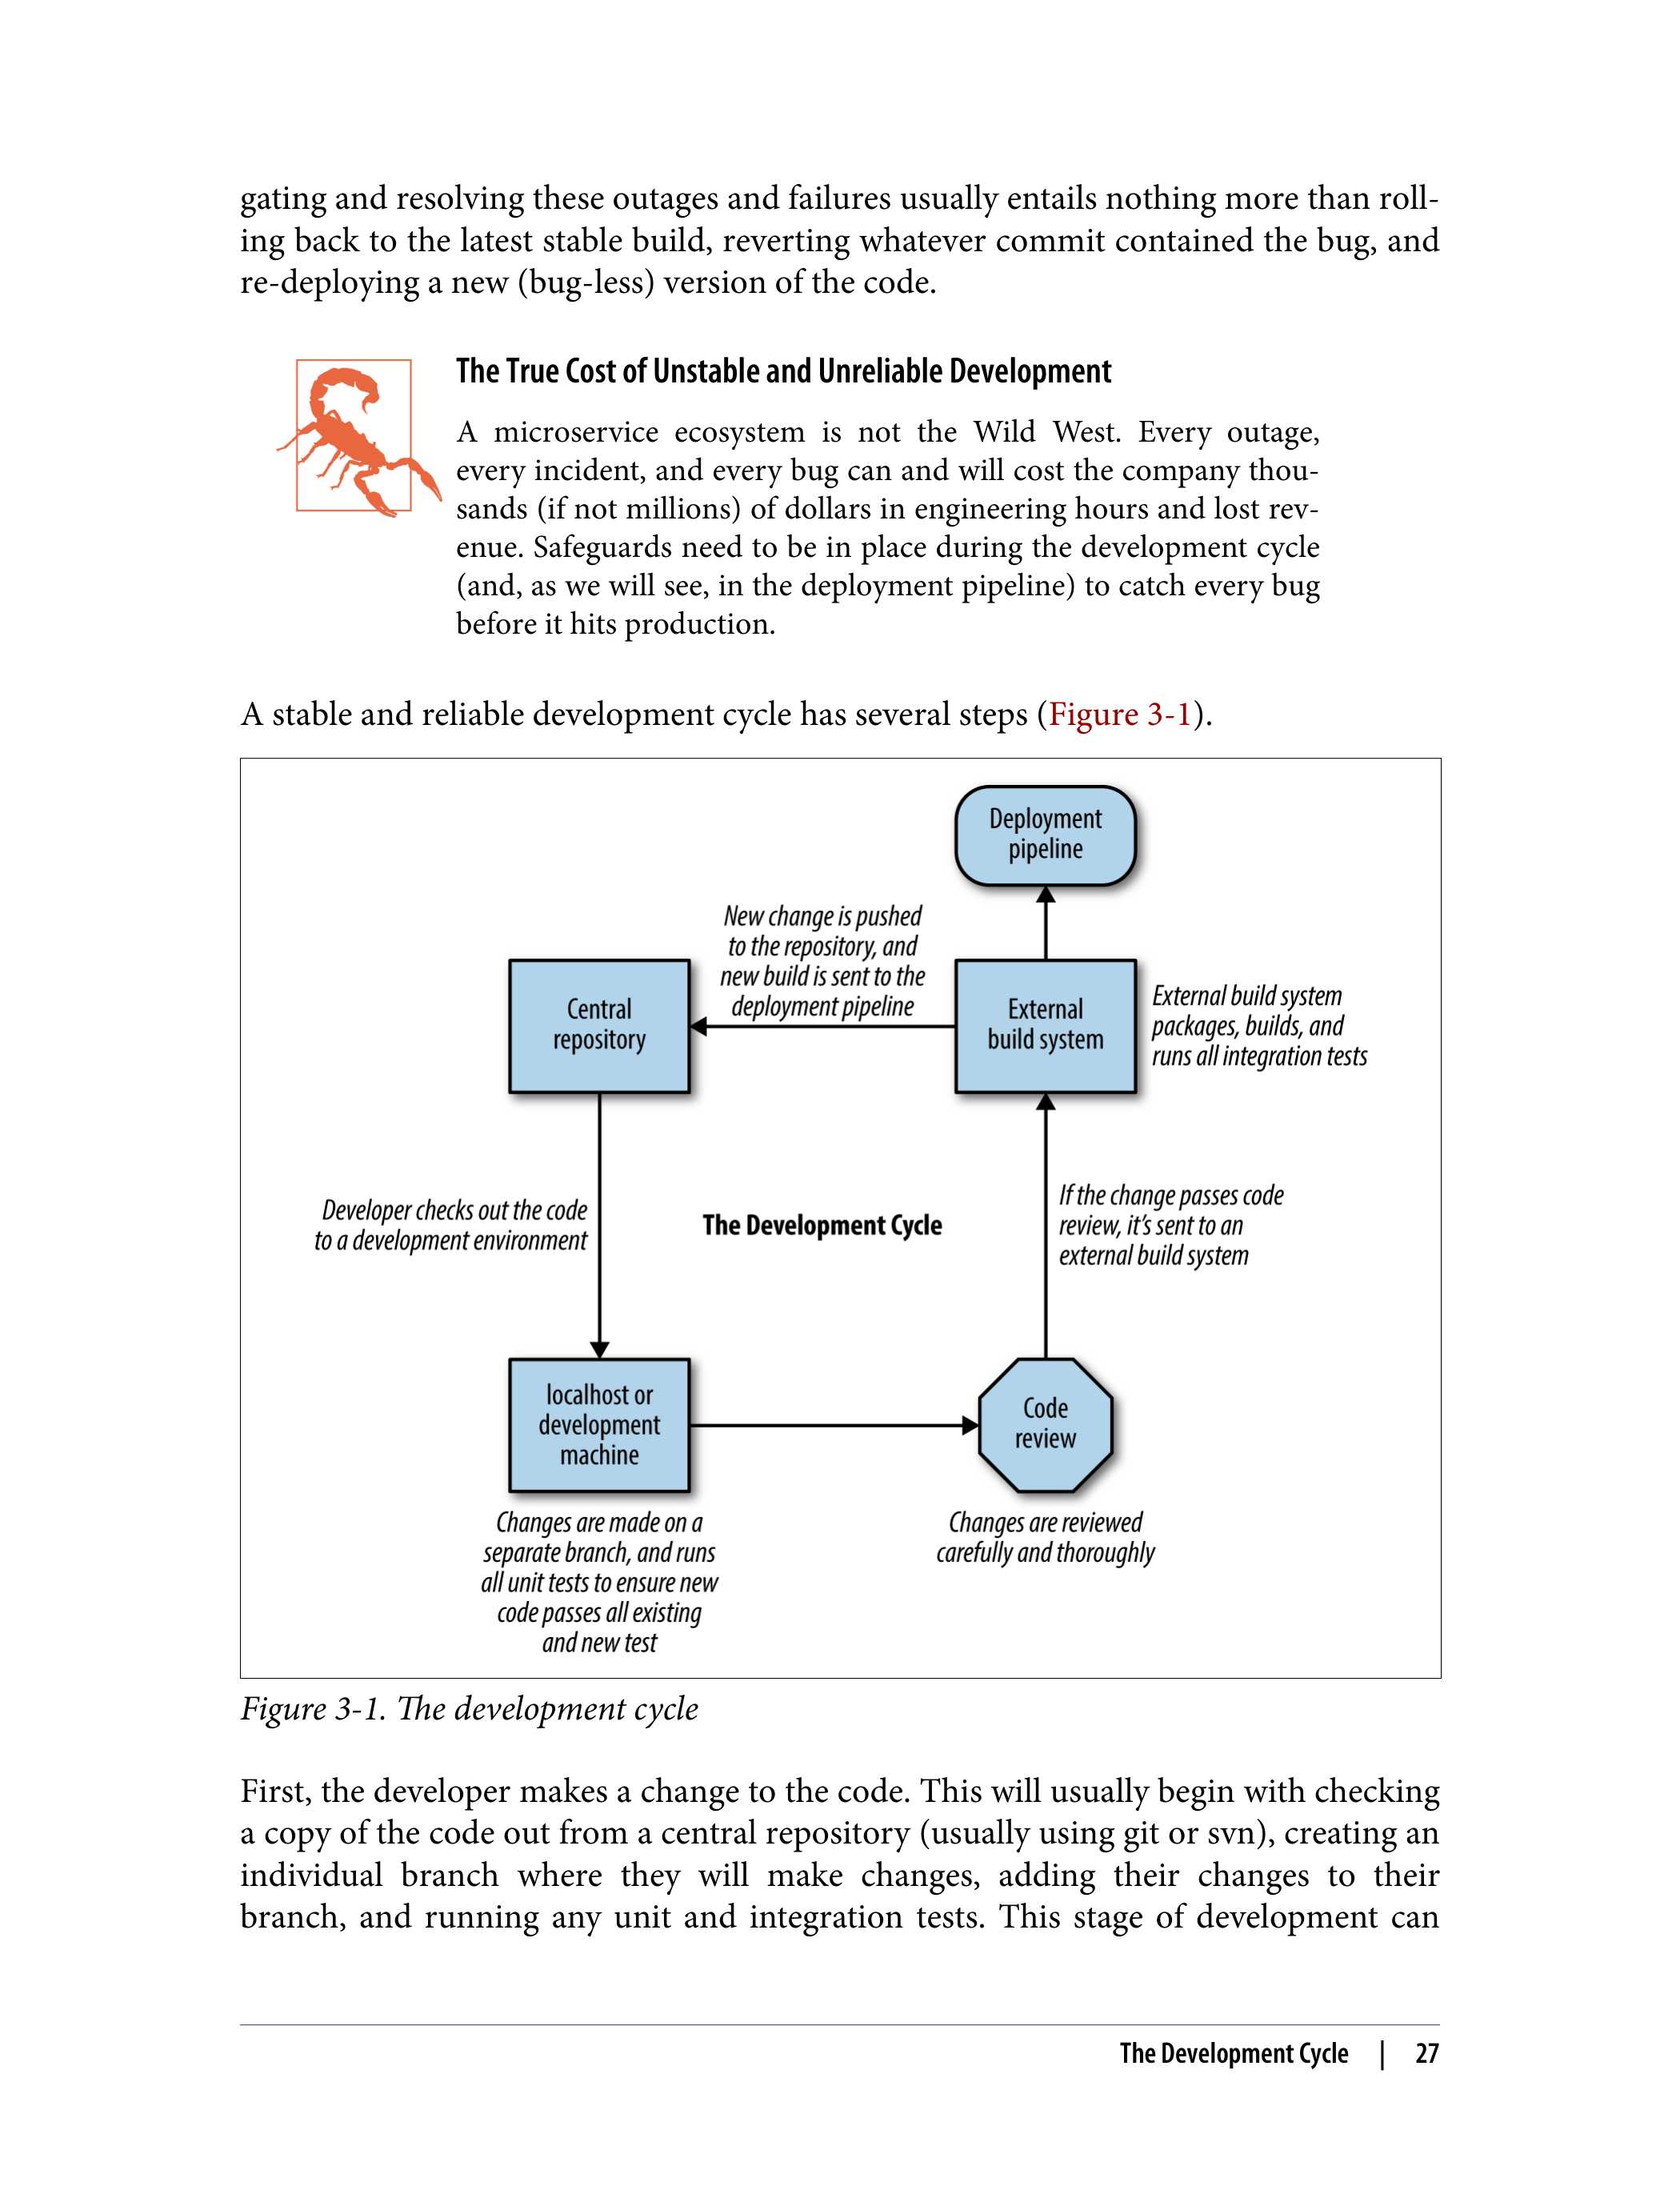 gating and resolving these outages and failures usually entails nothing more than roll-
ing back to the latest stable build, reverting whatever commit contained the bug, and
re-deploying a new (bug-less) version of the code.
The True Cost of Unstable and Unreliable Development
A microservice ecosystem is not the Wild West. Every outage,
every incident, and every bug can and will cost the company thou-
sands (if not millions) of dollars in engineering hours and lost rev-
enue. Safeguards need to be in place during the development cycle
(and, as we will see, in the deployment pipeline) to catch every bug
before it hits production.
A stable and reliable development cycle has several steps (Figure 3-1).
Deployment
pipeline
New change is pushed
to the repository, and
new build is sent to the
deployment pipeline
Central
repository
External
build system
External build system
packages, builds, and
runs all integration tests
Developer checks out the code
to a development environment
The Development Cycle
If the change passes code
review, it's sent to an
external build system
localhost or
development
machine
Code
review
Changes are made on a
separate branch, and runs
all unit tests to ensure new
code passes all existing
and new test
Changes are reviewed
carefully and thoroughly
Figure 3-1. The development cycle
First, the developer makes a change to the code. This will usually begin with checking
a copy of the code out from a central repository (usually using git or svn), creating an
individual branch where they will make changes, adding their changes to their
branch, and running any unit and integration tests. This stage of development can
The Development Cycle | 27